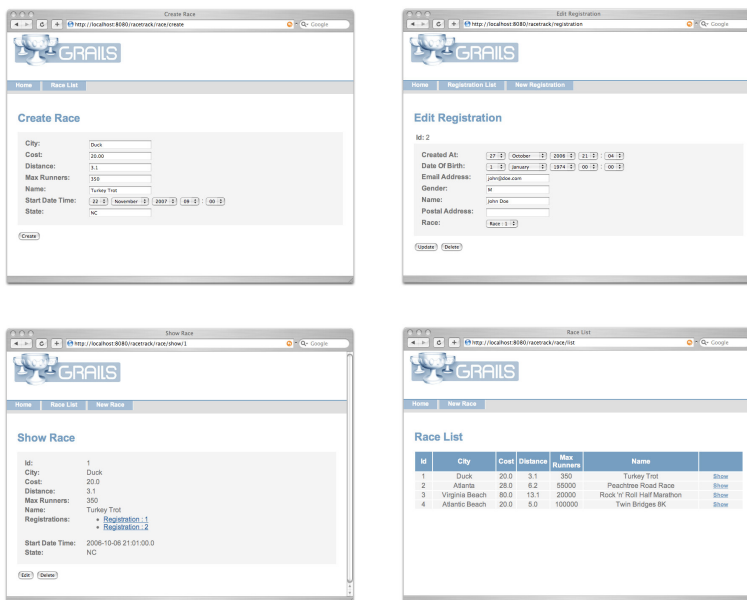 Create Race
http://localhost:8080/racetrack/race/create
Google
GRAILS
Home Race List
Create Race
City: Duck
Cost: 20.00
Distance: 3.1
Max Runners: 350
Name: Turkey Trot
Start Date Time: 22 November 2007 09 : 00
State: NC
Create
Edit Registration
http://localhost:8080/racetrack/registration
Google
GRAILS
Home Registration List New Registration
Edit Registration
Id: 2
Created At: 27 October 2006 21 : 04
Date Of Birth: 1 January 1974 00 : 00
Email Address: john@doe.com
Gender: M
Name: John Doe
Postal Address:
Race: Race : 1
Update Delete
Show Race
http://localhost:8080/racetrack/race/show/1
Google
GRAILS
Home Race List New Race
Show Race
Id: 1
City: Duck
Cost: 20.0
Distance: 3.1
Max Runners: 350
Name: Turkey Trot
Registrations: • Registration : 1
• Registration : 2
Start Date Time: 2006-10-06 21:01:00.0
State: NC
Edit Delete
Race List
http://localhost:8080/racetrack/race/list
Google
GRAILS
Home New Race
Race List
Id City Cost Distance Max Runners Name
1 Duck 20.0 3.1 350 Turkey Trot Show
2 Atlanta 28.0 6.2 55000 Peachtree Road Race Show
3 Virginia Beach 80.0 13.1 20000 Rock 'n' Roll Half Marathon Show
4 Atlantic Beach 20.0 5.0 100000 Twin Bridges 8K Show